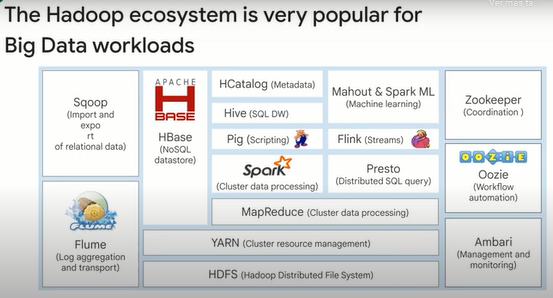 Ver más ta
The Hadoop ecosystem is very popular for
Big Data workloads
Sqoop
(Import and
expo
rt
of relational data)
FLUME
Flume
(Log aggregation
and transport)
APACHE
HBASE
HBase
(NoSQL
datastore)
HCatalog (Metadata)
Hive (SQL DW)
Pig (Scripting)
Spark
(Cluster data processing)
Mahout & Spark ML
(Machine learning)
Flink (Streams)
Presto
(Distributed SQL query)
MapReduce (Cluster data processing)
YARN (Cluster resource management)
HDFS (Hadoop Distributed File System)
Zookeeper
(Coordination )
OOZIE
Oozie
(Workflow
automation)
Ambari
(Management and
monitoring)